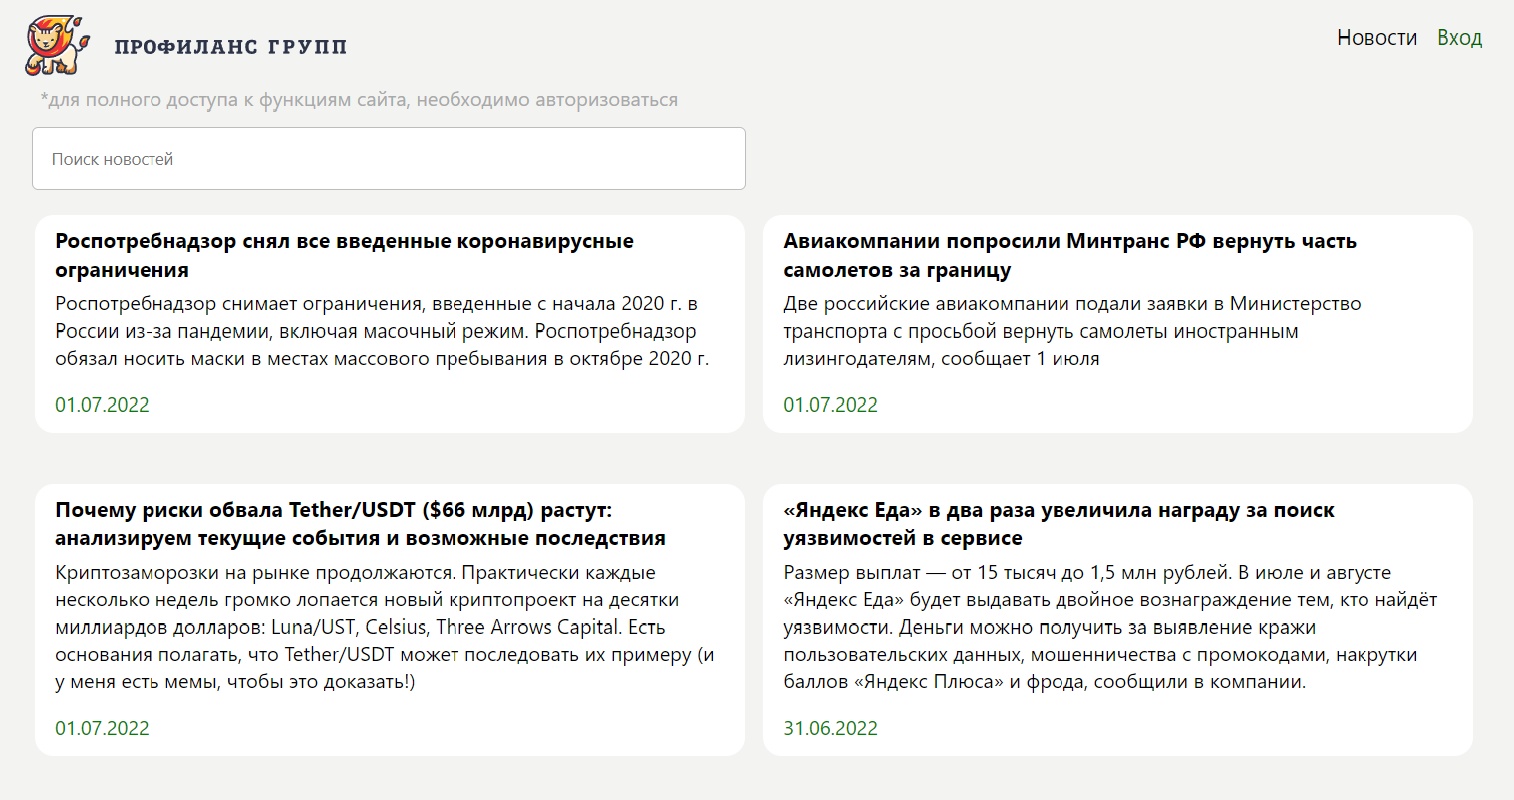 ПРОФИЛАНС ГРУПП
Новости Вход
*для полного доступа к функциям сайта, необходимо авторизоваться
Поиск новостей
Роспотребнадзор снял все введенные коронавирусные
ограничения
Роспотребнадзор снимает ограничения, введенные с начала 2020 г. в
России из-за пандемии, включая масочный режим. Роспотребнадзор
обязал носить маски в местах массового пребывания в октябре 2020 г.
01.07.2022
Авиакомпании попросили Минтранс РФ вернуть часть
самолетов за границу
Две российские авиакомпании подали заявки в Министерство
транспорта с просьбой вернуть самолеты иностранным
лизингодателям, сообщает 1 июля
01.07.2022
Почему риски обвала Tether/USDT ($66 млрд) растут:
анализируем текущие события и возможные последствия
Криптозаморозки на рынке продолжаются. Практически каждые
несколько недель громко лопается новый криптопроект на десятки
миллиардов долларов: Luna/UST, Celsius, Three Arrows Capital. Есть
основания полагать, что Tether/USDT может последовать их примеру (и
у меня есть мемы, чтобы это доказать!)
01.07.2022
«Яндекс Еда» в два раза увеличила награду за поиск
уязвимостей в сервисе
Размер выплат — от 15 тысяч до 1,5 млн рублей. В июле и августе
«Яндекс Еда» будет выдавать двойное вознаграждение тем, кто найдёт
уязвимости. Деньги можно получить за выявление кражи
пользовательских данных, мошенничества с промокодами, накрутки
баллов «Яндекс Плюса» и фрода, сообщили в компании.
31.06.2022